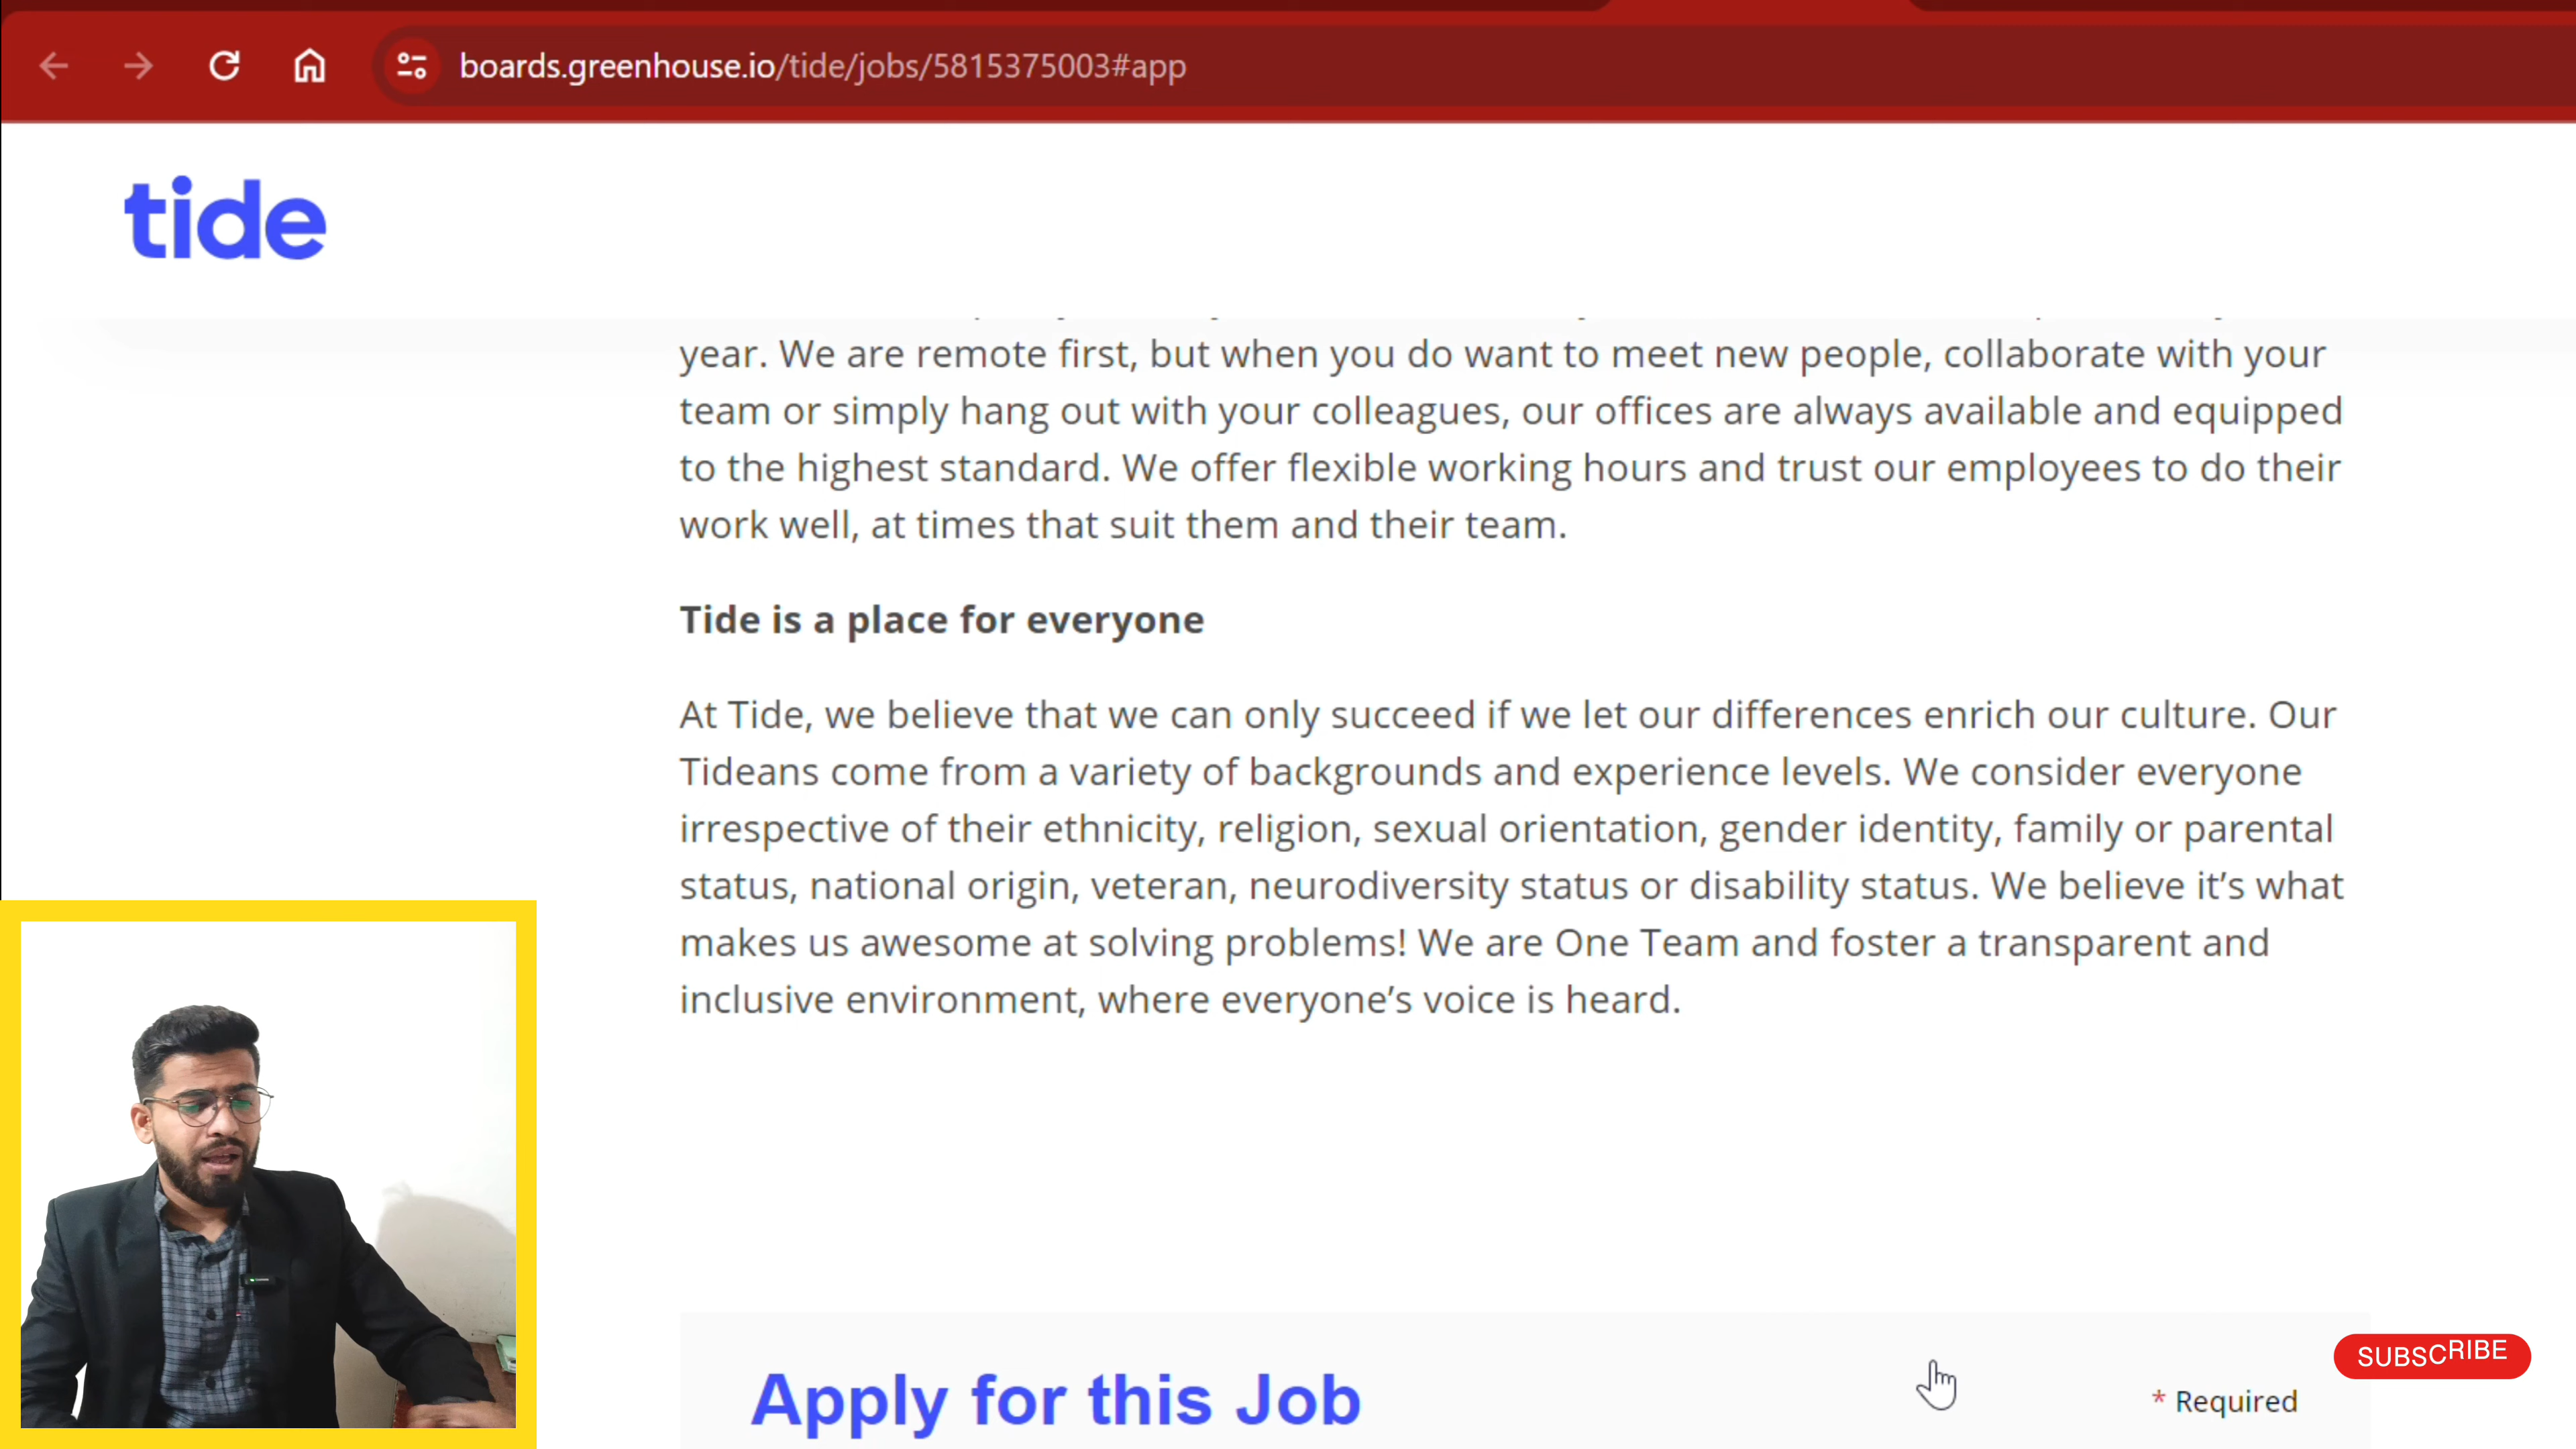 boards.greenhouse.io/tide/jobs/5815375003#app
tide
year. We are remote first, but when you do want to meet new people, collaborate with your
team or simply hang out with your colleagues, our offices are always available and equipped
to the highest standard. We offer flexible working hours and trust our employees to do their
work well, at times that suit them and their team.
Tide is a place for everyone
At Tide, we believe that we can only succeed if we let our differences enrich our culture. Our
Tideans come from a variety of backgrounds and experience levels. We consider everyone
irrespective of their ethnicity, religion, sexual orientation, gender identity, family or parental
status, national origin, veteran, neurodiversity status or disability status. We believe it’s what
makes us awesome at solving problems! We are One Team and foster a transparent and
inclusive environment, where everyone’s voice is heard.
Apply for this Job
* Required
SUBSCRIBE